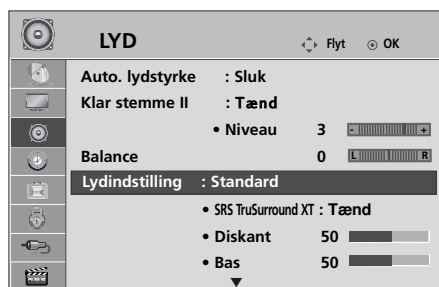 LYD
Flyt OK
Auto. lydstyrke : Sluk
Klar stemme II : Tænd
• Niveau 3 - +
Balance 0 L R
Lydindstilling : Standard
• SRS TruSurround XT : Tænd
• Diskant 50
• Bas 50